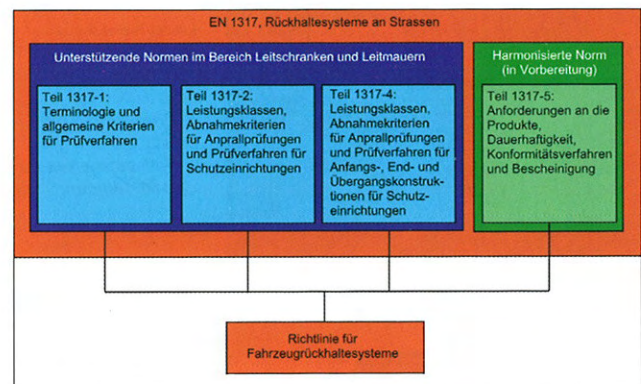 EN 1317, Rückhaltesysteme an Strassen
Unterstützende Normen im Bereich Leitschranken und Leitmauern
Teil 1317-1:
Terminologie und
allgemeine Kriterien
für Prüfverfahren
Teil 1317-2:
Leistungsklassen,
Abnahmekriterien
für Anprallprüfungen
und Prüfverfahren für
Schutzeinrichtungen
Teil 1317-4:
Leistungsklassen,
Abnahmekriterien
für Anprallprüfungen
und Prüfverfahren für
Anfangs-, End- und
Übergangskonstruk-
tionen für Schutz-
einrichtungen
Harmonisierte Norm
(in Vorbereitung)
Teil 1317-5:
Anforderungen an die
Produkte,
Dauerhaftigkeit,
Konformitätsverfahren
und Bescheinigung
Richtlinie für
Fahrzeugrückhaltesysteme